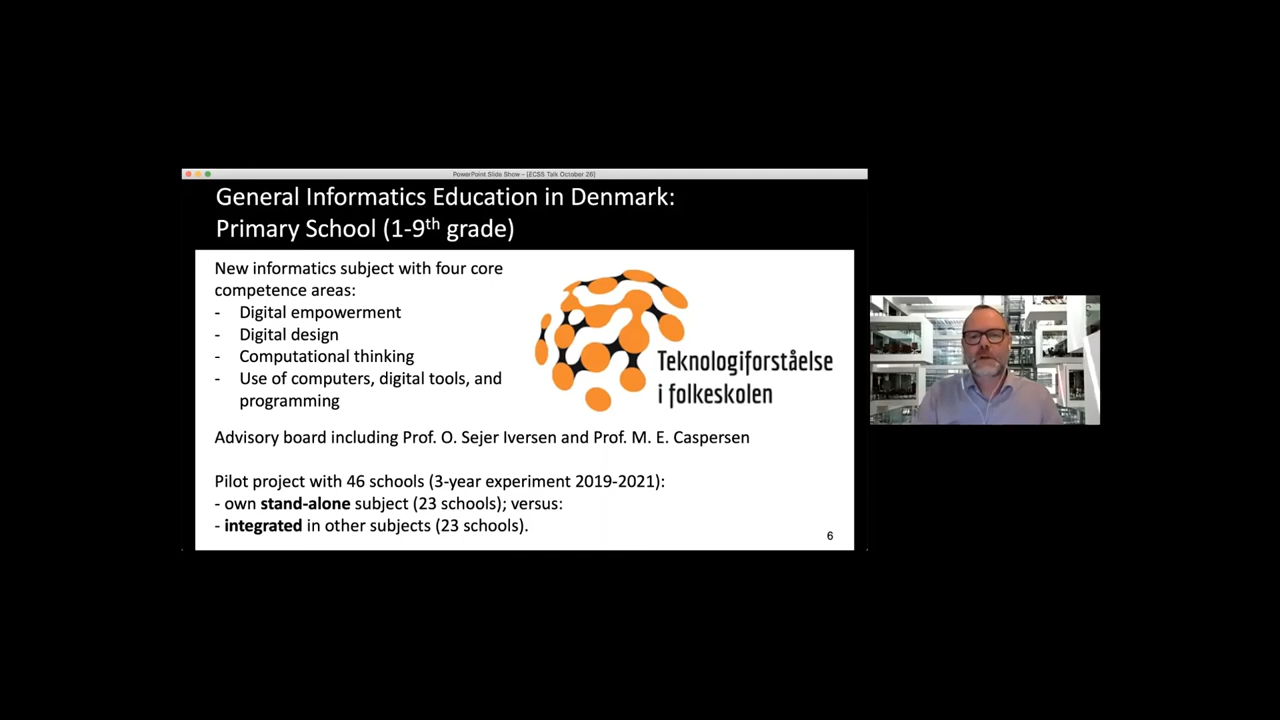 PowerPoint Slide Show - [ECSS Talk October 26]
General Informatics Education in Denmark:
Primary School (1-9th grade)
New informatics subject with four core
competence areas:
- Digital empowerment
- Digital design
- Computational thinking
- Use of computers, digital tools, and
programming
Teknologiforståelse
i folkeskolen
Advisory board including Prof. O. Sejer Iversen and Prof. M. E. Caspersen
Pilot project with 46 schools (3-year experiment 2019-2021):
- own stand-alone subject (23 schools); versus:
- integrated in other subjects (23 schools).
6